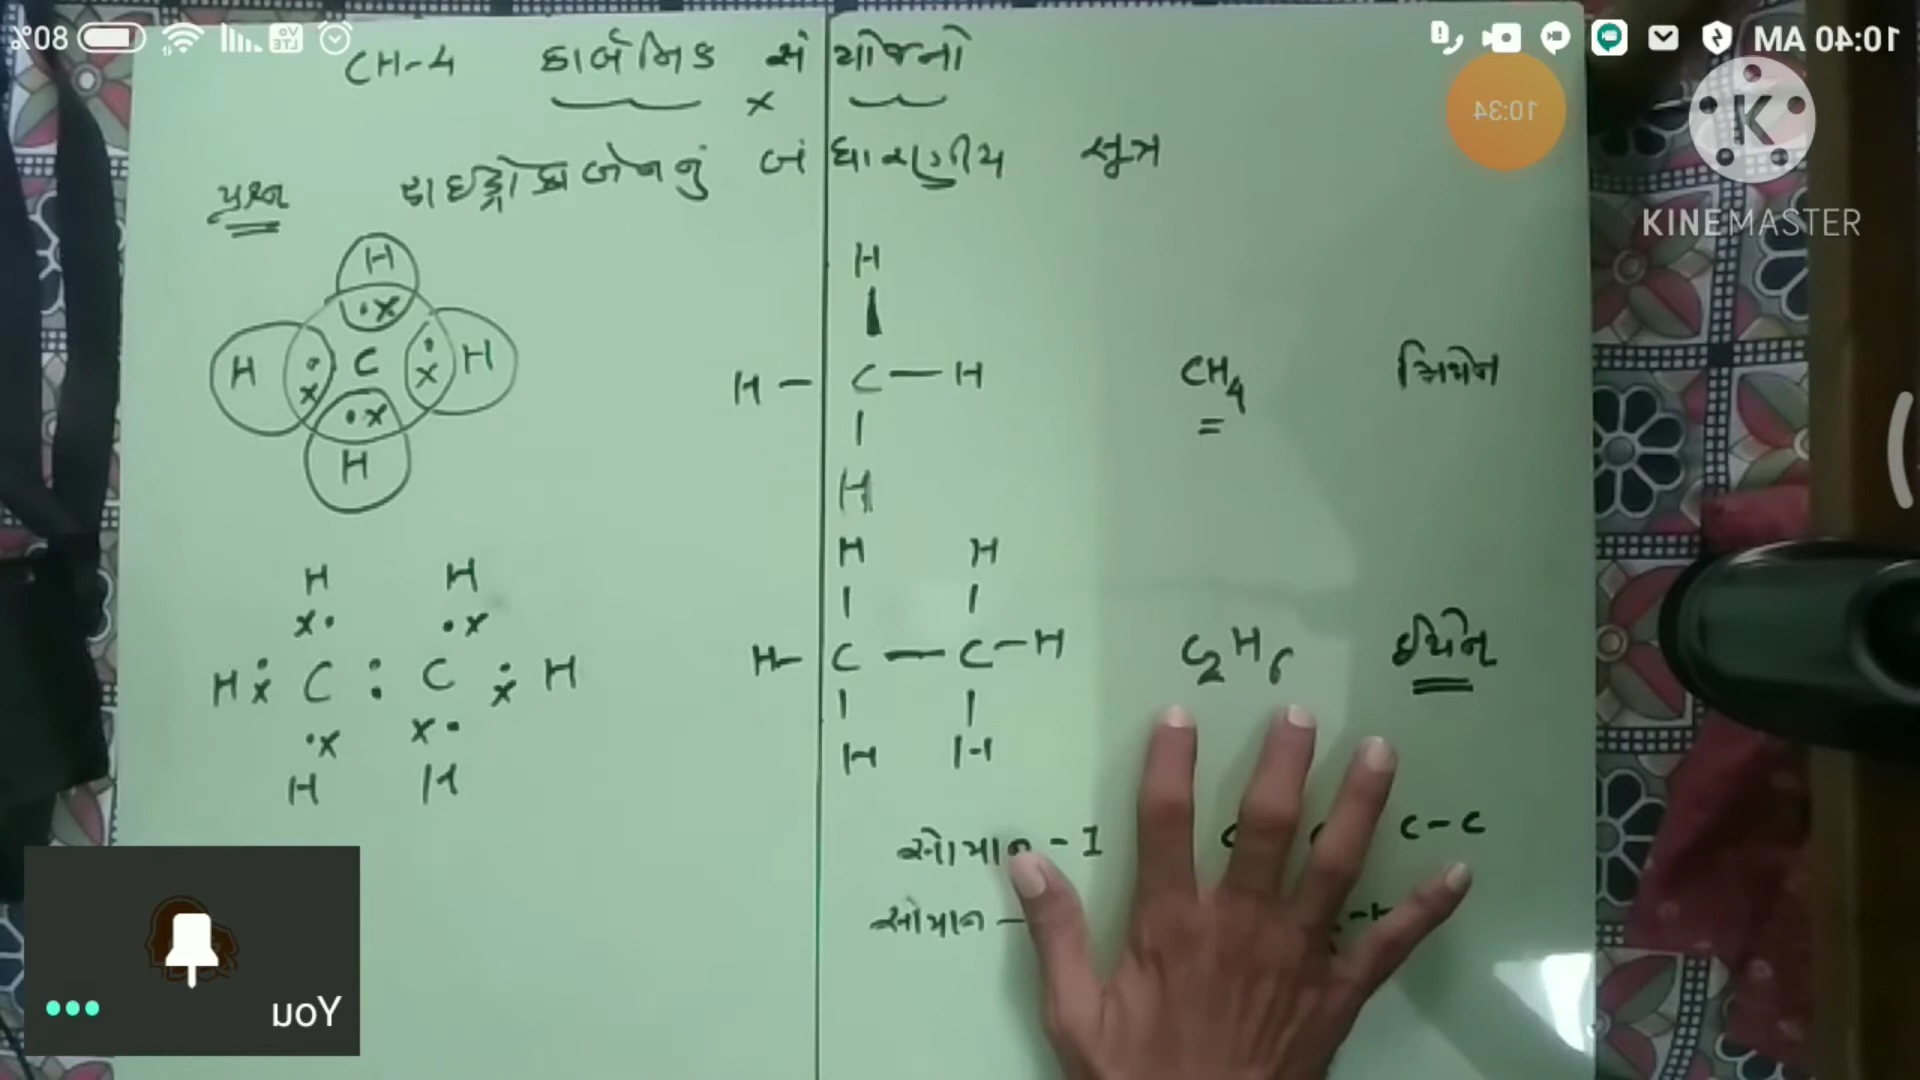 10:40 AM 80%
10:34
K
KINEMASTER
CH-4 કાર્બનિક સંયોજનો
x
પ્રશ્ન હાઇડ્રોકાર્બનનું બંધારણીય સૂત્ર
H H
•x
H • x C • x H H - C - H CH4 મિથેન
•x
H H
H H H H
x• •x
H x C : C x H H - C - C - H C2H6 ઈથેન
•x x•
H H H H
સોપાન - 1 C - C
સોપાન -
You